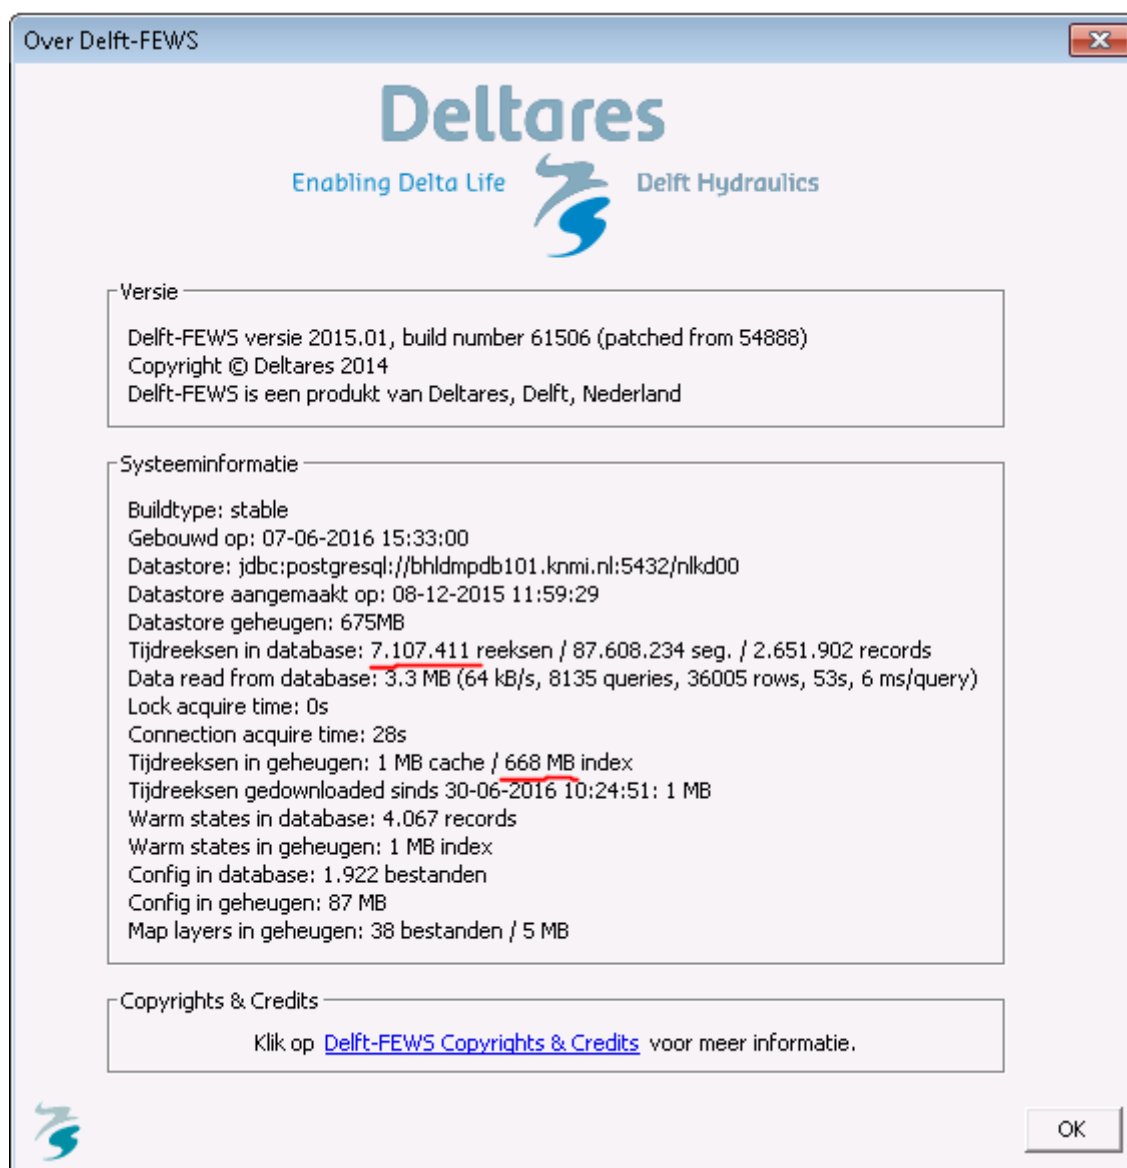 Over Delft-FEWS
Deltares
Enabling Delta Life
Delft Hydraulics
Versie
Delft-FEWS versie 2015.01, build number 61506 (patched from 54888)
Copyright © Deltares 2014
Delft-FEWS is een produkt van Deltares, Delft, Nederland
Systeeminformatie
Buildtype: stable
Gebouwd op: 07-06-2016 15:33:00
Datastore: jdbc:postgresql://bhldmpdb101.knmi.nl:5432/nlkd00
Datastore aangemaakt op: 08-12-2015 11:59:29
Datastore geheugen: 675MB
Tijdreeksen in database: 7.107.411 reeksen / 87.608.234 seg. / 2.651.902 records
Data read from database: 3.3 MB (64 kB/s, 8135 queries, 36005 rows, 53s, 6 ms/query)
Lock acquire time: 0s
Connection acquire time: 28s
Tijdreeksen in geheugen: 1 MB cache / 668 MB index
Tijdreeksen gedownloaded sinds 30-06-2016 10:24:51: 1 MB
Warm states in database: 4.067 records
Warm states in geheugen: 1 MB index
Config in database: 1.922 bestanden
Config in geheugen: 87 MB
Map layers in geheugen: 38 bestanden / 5 MB
Copyrights & Credits
Klik op Delft-FEWS Copyrights & Credits voor meer informatie.
OK